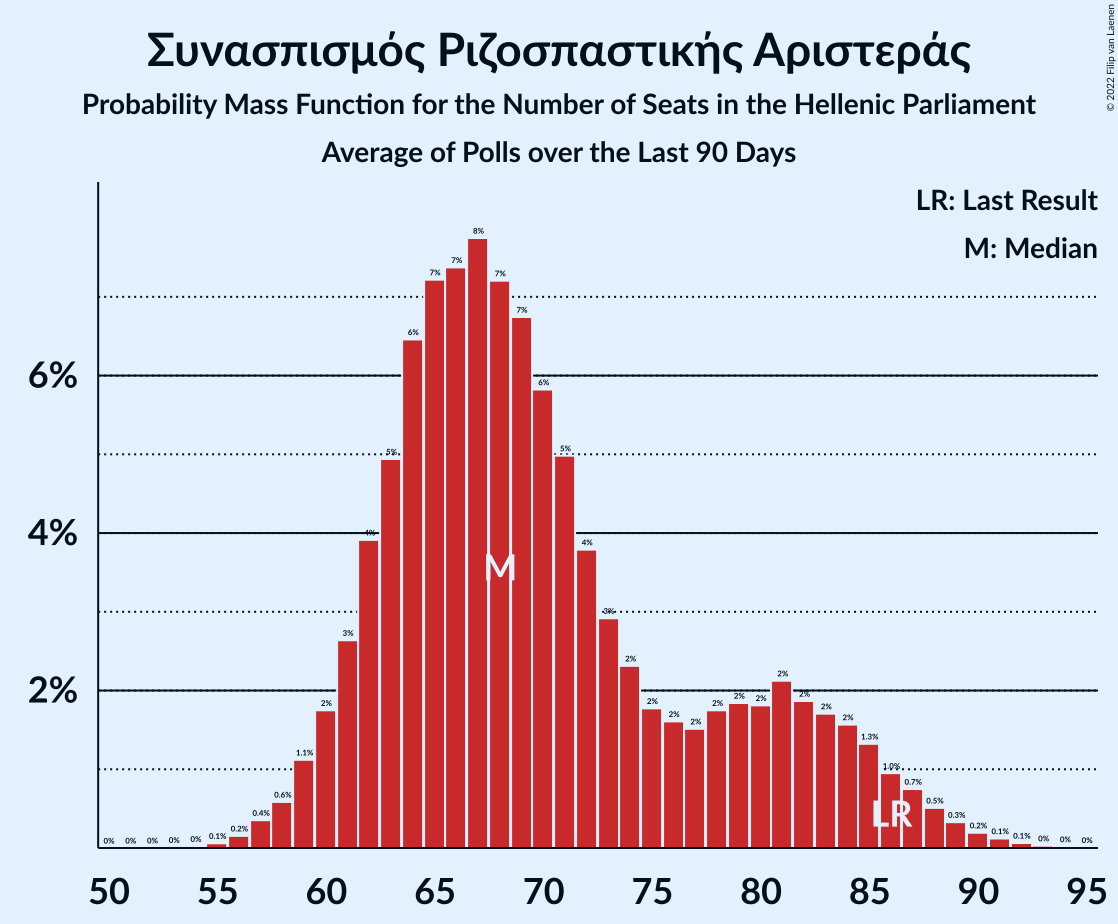 Συνασπισμός Ριζοσπαστικής Αριστεράς
Probability Mass Function for the Number of Seats in the Hellenic Parliament
Average of Polls over the Last 90 Days
© 2022 Filip van Laenen
LR: Last Result
M: Median
6%
4%
2%
0% 0% 0% 0% 0% 0.1% 0.2% 0.4% 0.6% 1.1% 2% 3% 4% 5% 6% 7% 7% 8% 7% 7% 6% 5% 4% 3% 2% 2% 2% 2% 2% 2% 2% 2% 2% 2% 2% 1.3% 1.0% 0.7% 0.5% 0.3% 0.2% 0.1% 0.1% 0% 0% 0%
M
LR
50 55 60 65 70 75 80 85 90 95